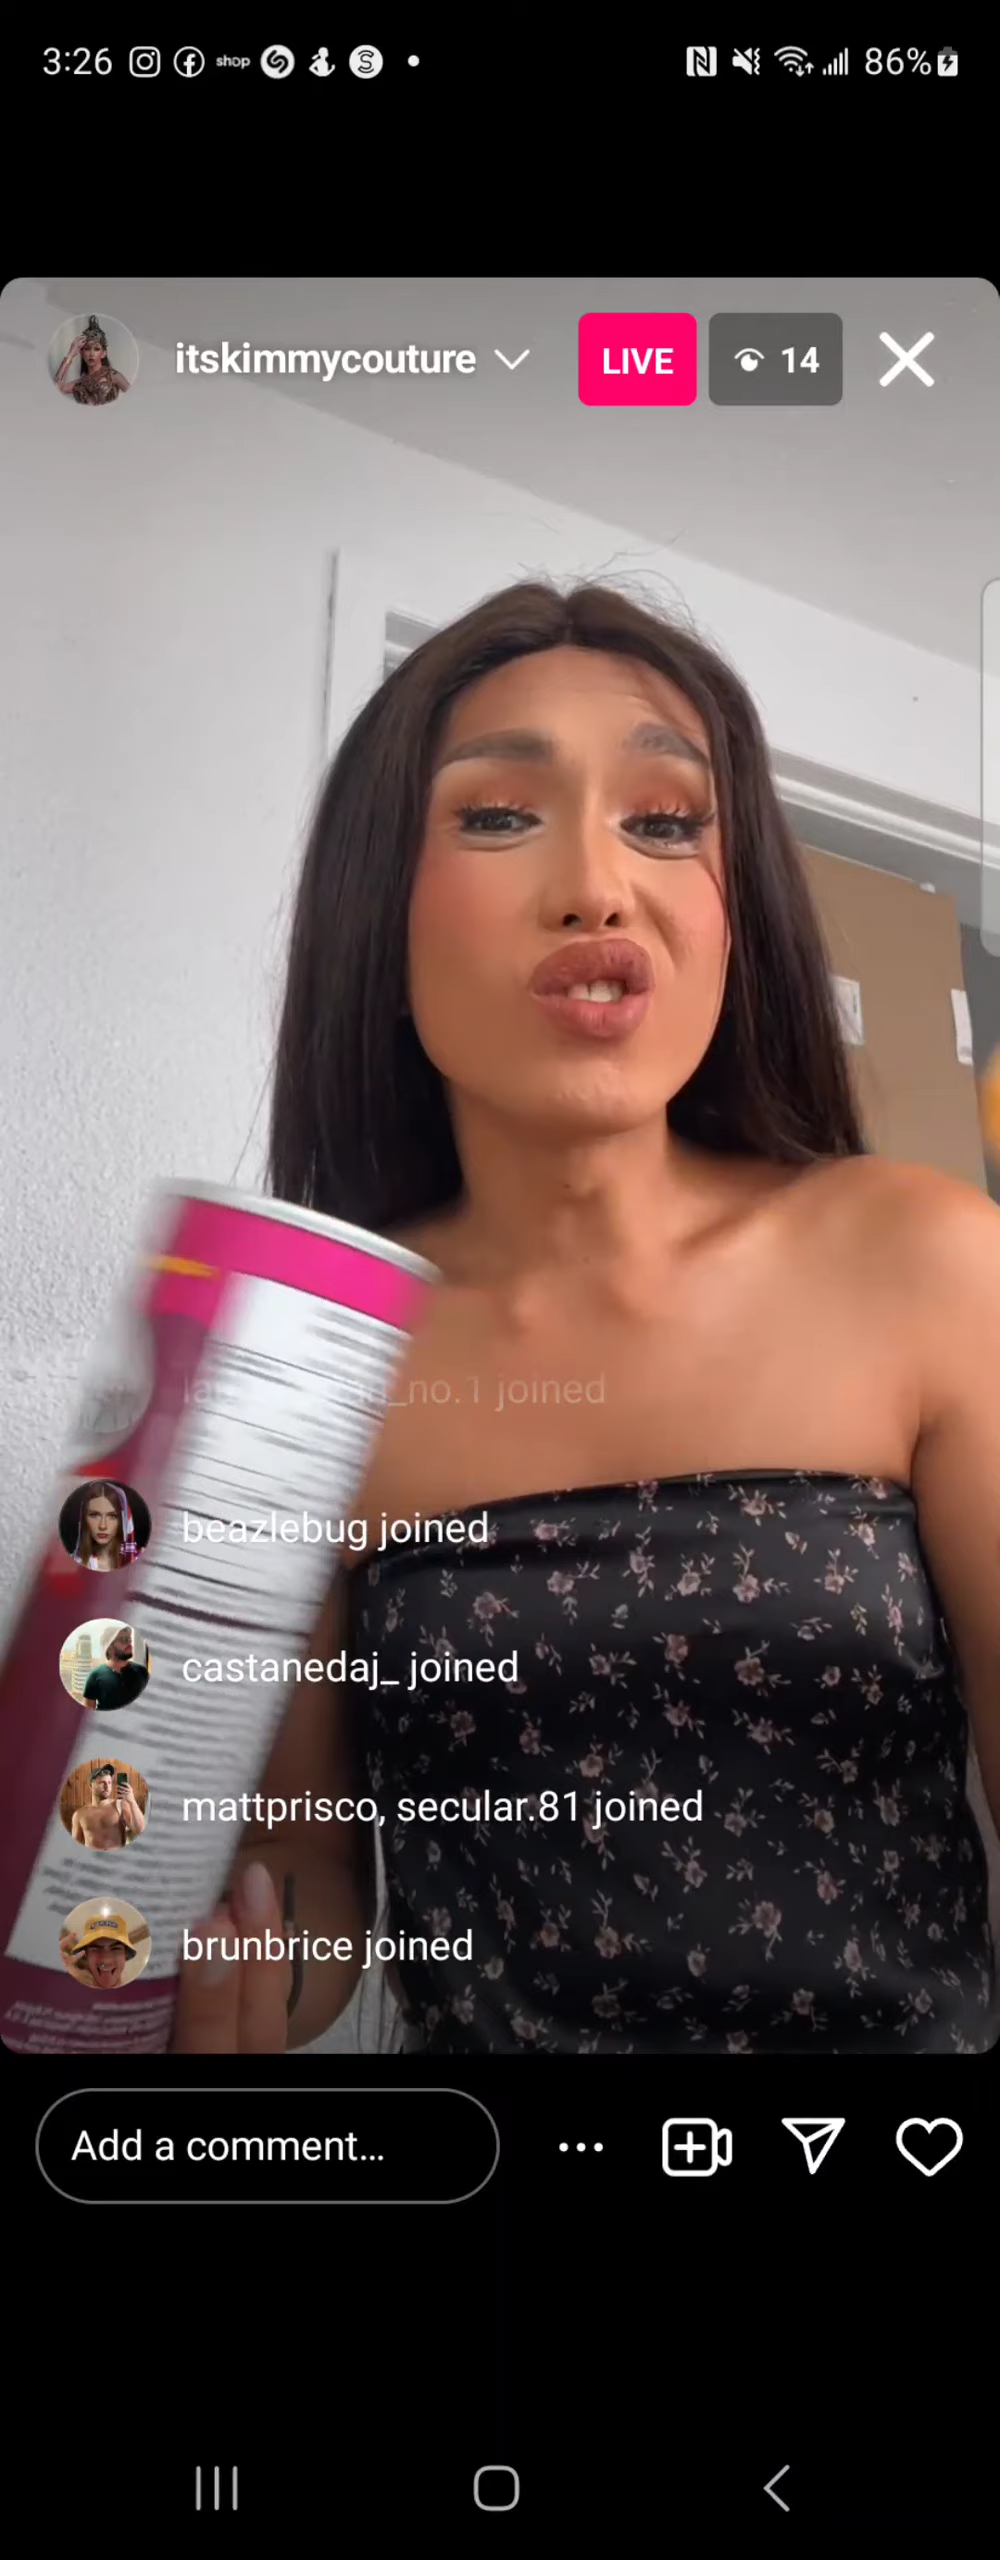 3:26 shop 86%
itskimmycouture LIVE 14
_no.1 joined
beazlebug joined
castanedaj_ joined
mattprisco, secular.81 joined
brunbrice joined
Add a comment...